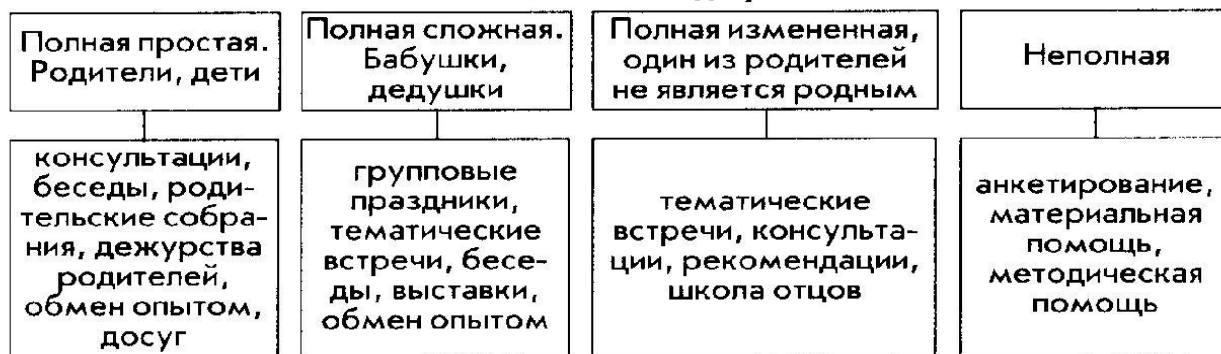 Полная простая.
Родители, дети
Полная сложная.
Бабушки,
дедушки
Полная измененная,
один из родителей
не является родным
Неполная
консультации,
беседы, роди-
тельские собра-
ния, дежурства
родителей,
обмен опытом,
досуг
групповые
праздники,
тематические
встречи, бесе-
ды, выставки,
обмен опытом
тематические
встречи, консульта-
ции, рекомендации,
школа отцов
анкетирование,
материальная
помощь,
методическая
помощь